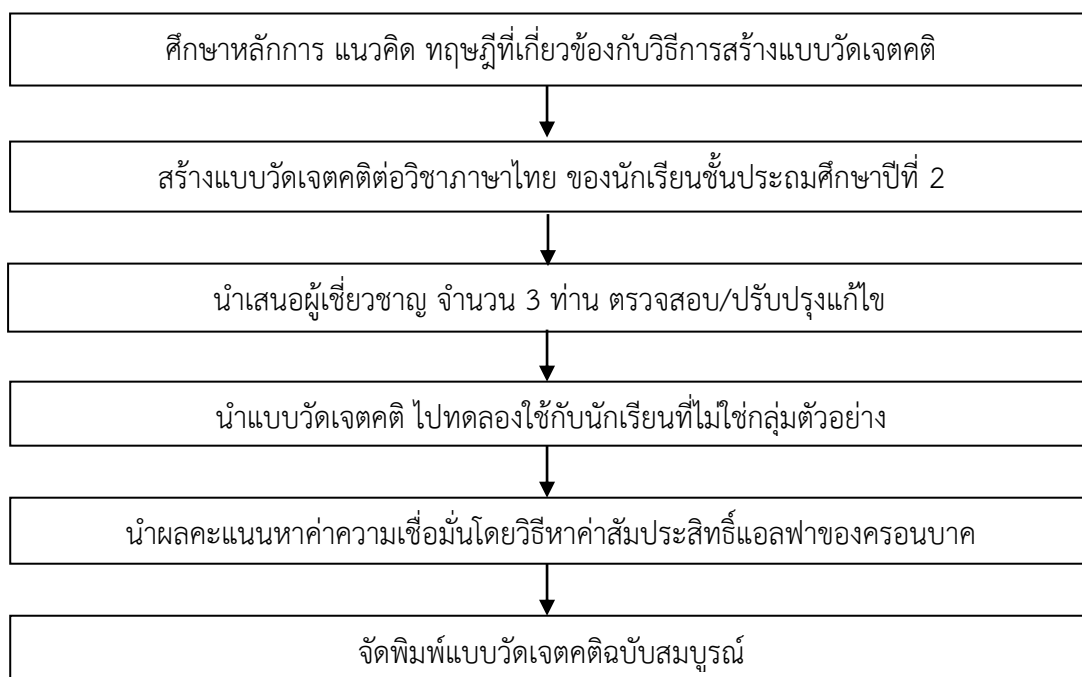 ศึกษาหลักการ แนวคิด ทฤษฎีที่เกี่ยวข้องกับวิธีการสร้างแบบวัดเจตคติ
สร้างแบบวัดเจตคติต่อวิชาภาษาไทย ของนักเรียนชั้นประถมศึกษาปีที่ 2
นำเสนอผู้เชี่ยวชาญ จำนวน 3 ท่าน ตรวจสอบ/ปรับปรุงแก้ไข
นำแบบวัดเจตคติ ไปทดลองใช้กับนักเรียนที่ไม่ใช่กลุ่มตัวอย่าง
นำผลคะแนนหาค่าความเชื่อมั่นโดยวิธีหาค่าสัมประสิทธิ์แอลฟาของครอนบาค
จัดพิมพ์แบบวัดเจตคติฉบับสมบูรณ์